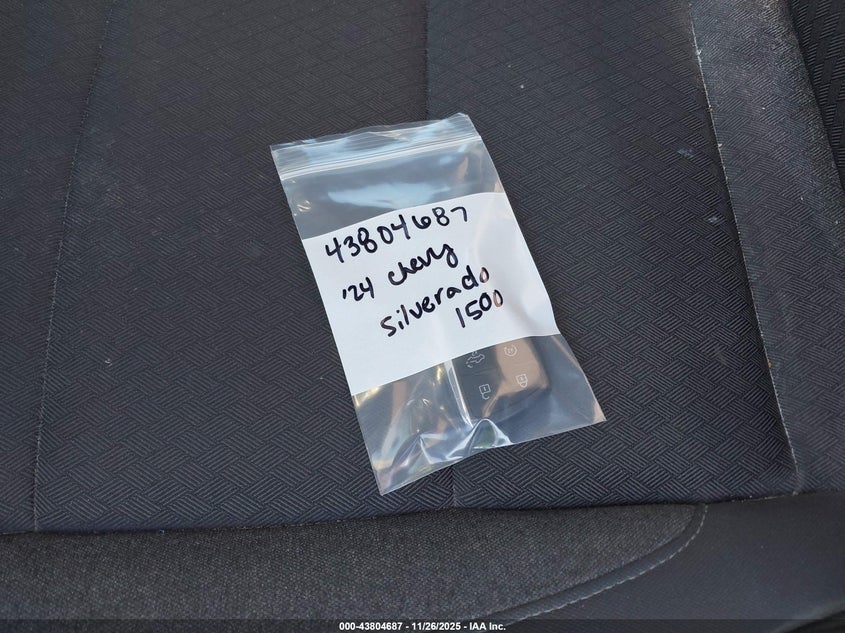 43804687
'24 chevy
silverado
1500
000-43804687 - 11/26/2025 - IAA Inc.